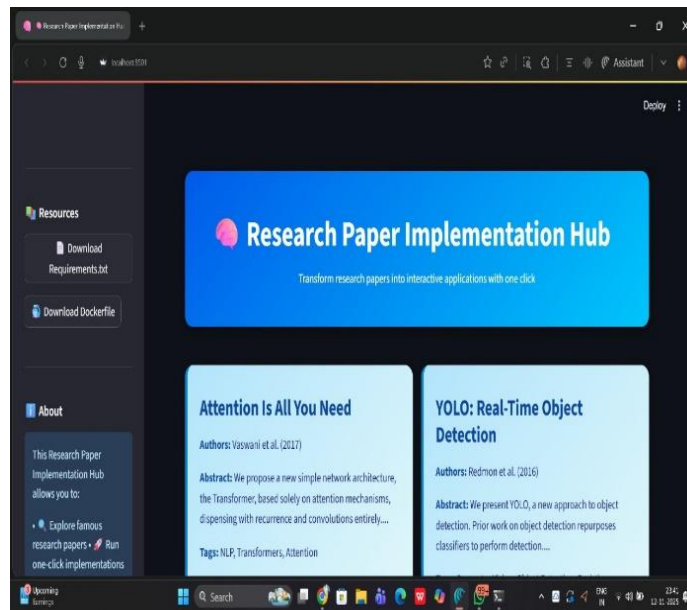 Research Paper Implementation Hu
localhost:8501
Assistant
Deploy
Resources
Download
Requirements.txt
Download Dockerfile
About
This Research Paper
Implementation Hub
allows you to:
• Explore famous
research papers • Run
one-click implementations
Research Paper Implementation Hub
Transform research papers into interactive applications with one click
Attention Is All You Need
Authors: Vaswani et al. (2017)
Abstract: We propose a new simple network architecture,
the Transformer, based solely on attention mechanisms,
dispensing with recurrence and convolutions entirely....
Tags: NLP, Transformers, Attention
YOLO: Real-Time Object
Detection
Authors: Redmon et al. (2016)
Abstract: We present YOLO, a new approach to object
detection. Prior work on object detection repurposes
classifiers to perform detection....
Upcoming
Earnings
Search
ENG
IN
23:41